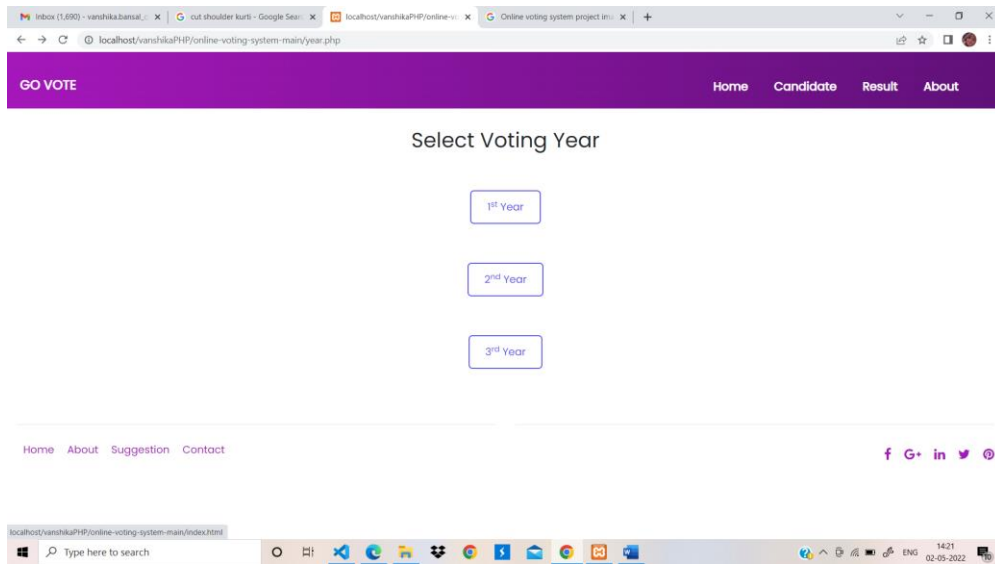 Inbox (1,690) - vanshika.bansal_ cut shoulder kurti - Google Sear localhost/vanshikaPHP/online-vo Online voting system project ima
localhost/vanshikaPHP/online-voting-system-main/year.php
GO VOTE Home Candidate Result About
Select Voting Year
1st Year
2nd Year
3rd Year
Home About Suggestion Contact f G+ in
localhost/vanshikaPHP/online-voting-system-main/index.html
Type here to search ENG 14:21
02-05-2022